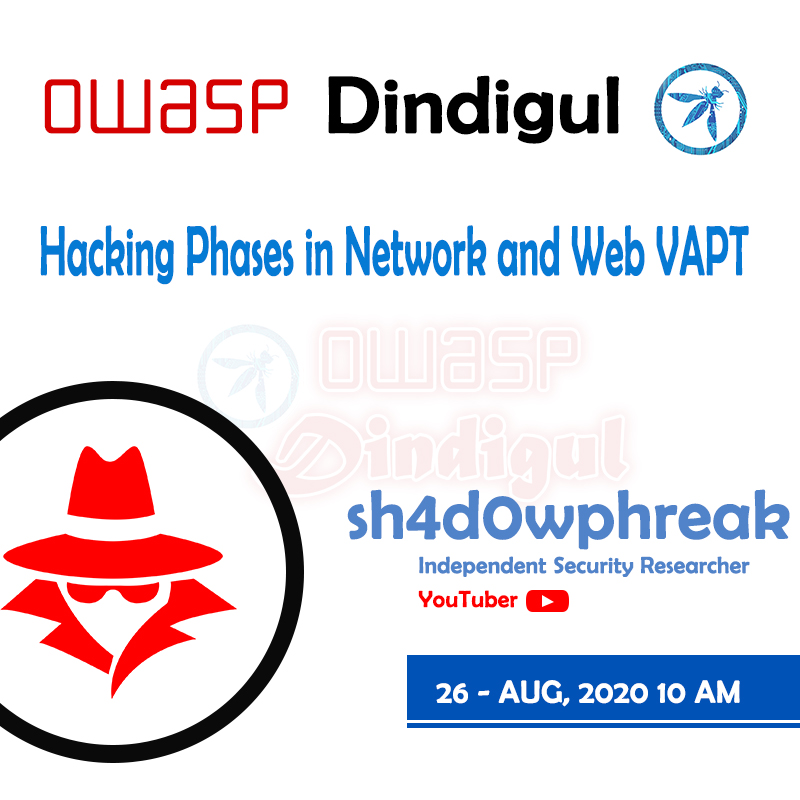 OWASP Dindigul
Hacking Phases in Network and Web VAPT
OWASP
Dindigul
sh4d0wphreak
Independent Security Researcher
YouTuber
26 - AUG, 2020 10 AM